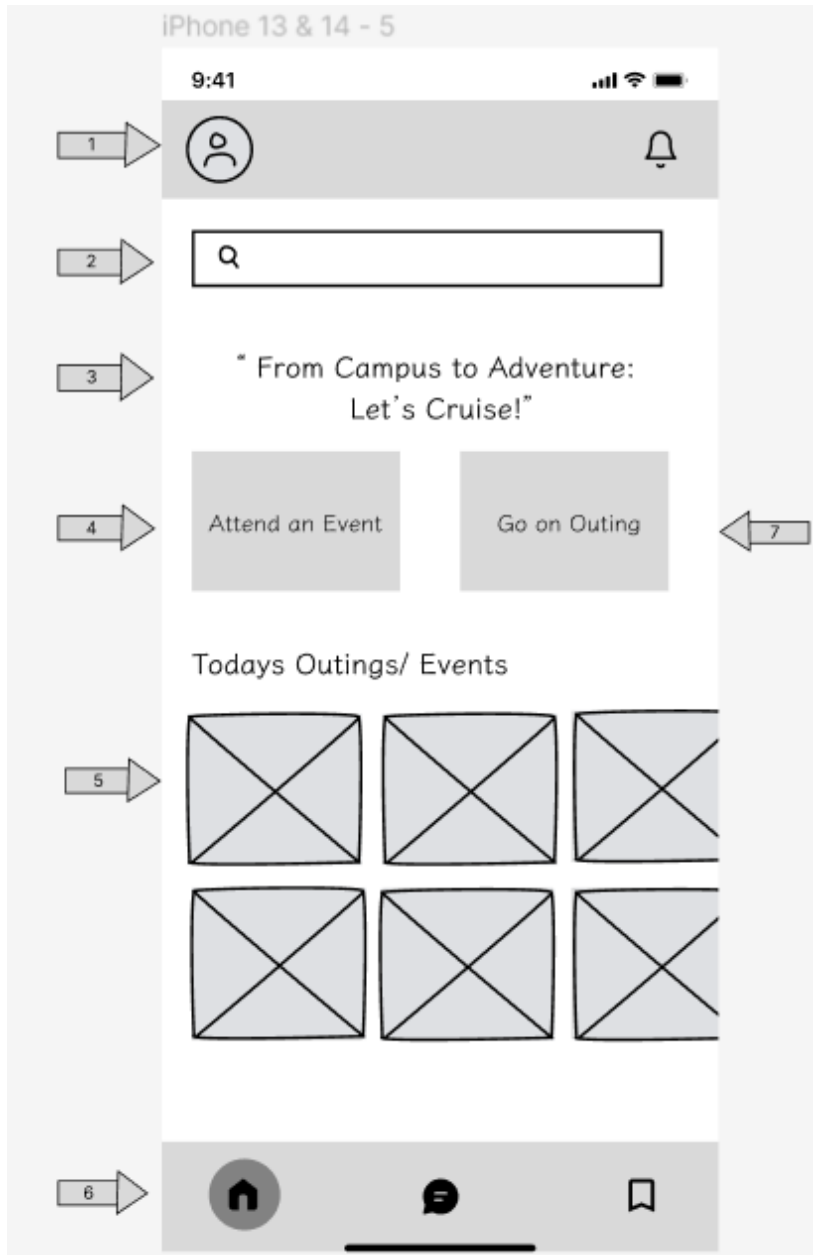 iPhone 13 & 14 - 5
9:41
1
2
3
“ From Campus to Adventure:
Let’s Cruise!”
4
Attend an Event
Go on Outing
7
Todays Outings/ Events
5
6